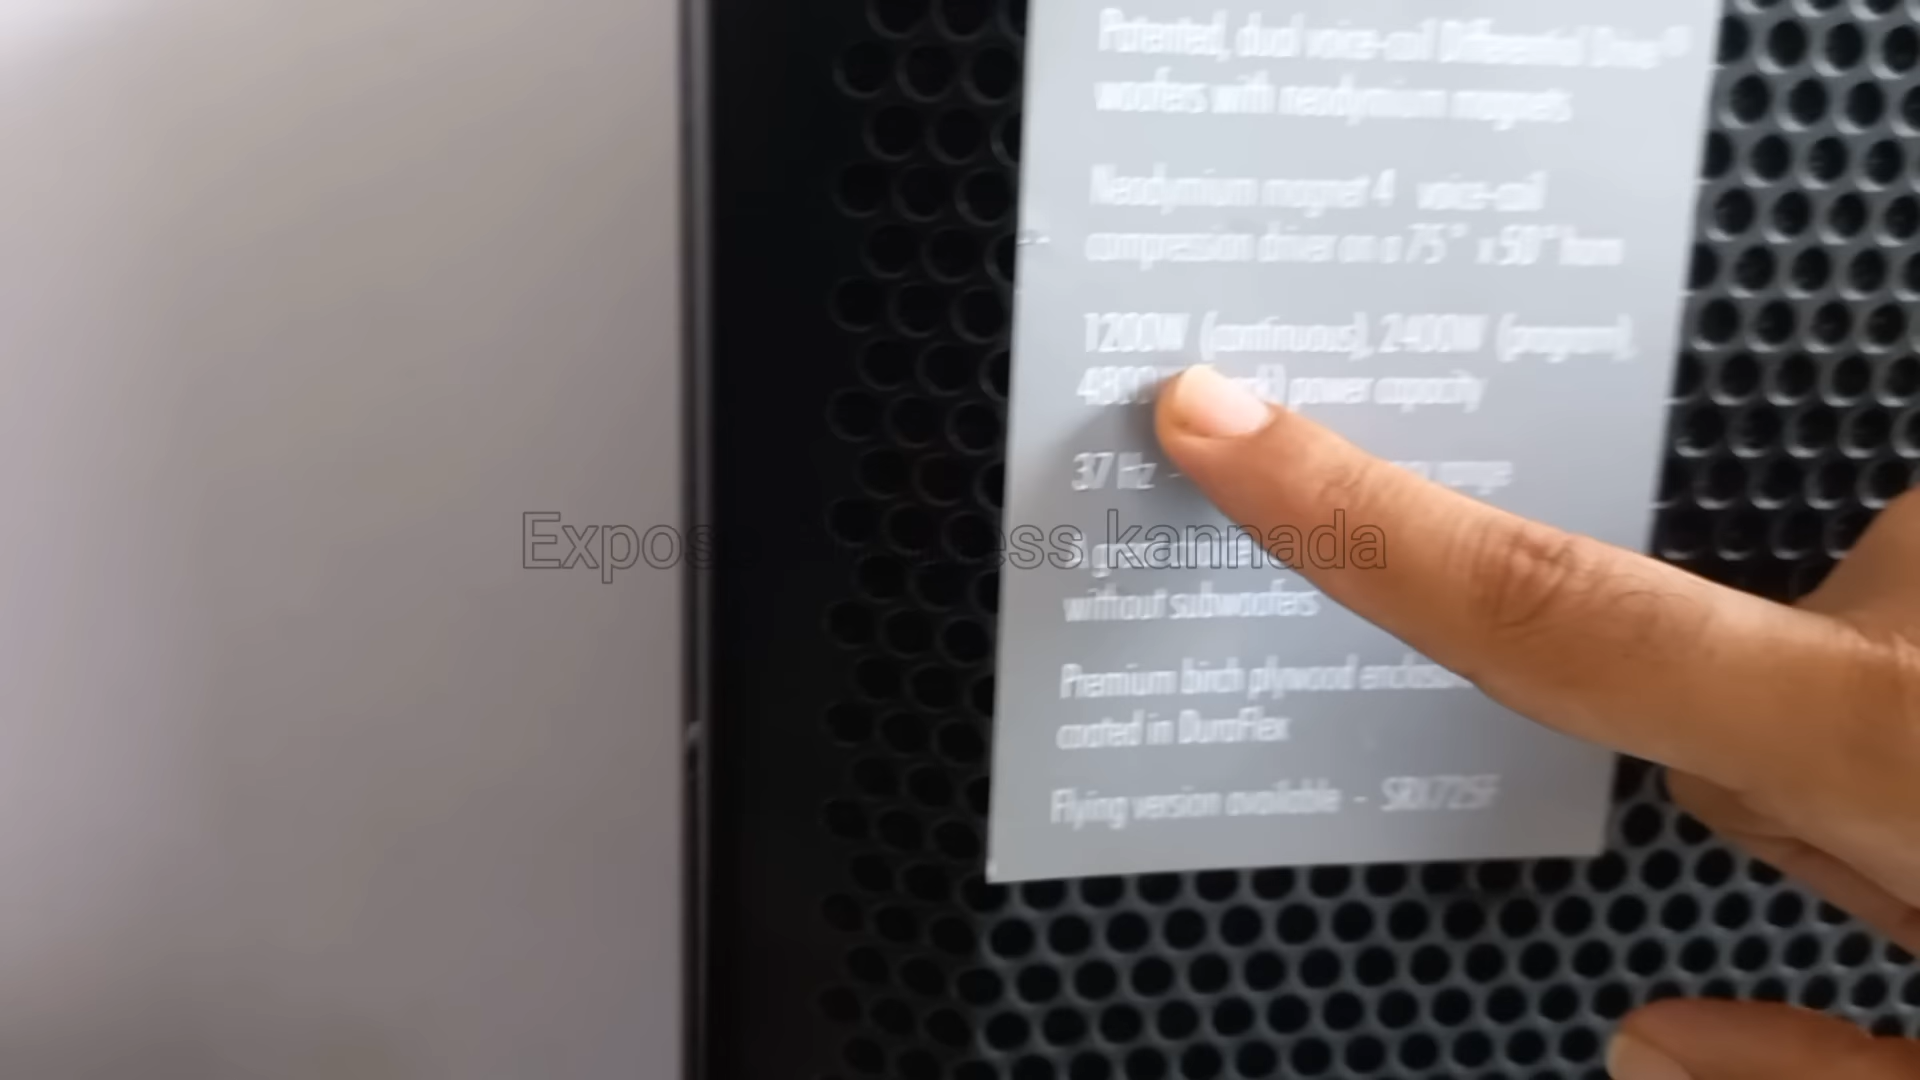 Patented, dual voice-coil Differential Drive®
woofers with neodymium magnets
Neodymium magnet 4 voice-coil
compression driver on a 75° x 50° horn
1200W (continuous), 2400W (program),
power capacity
37 Hz - range
Expos ess kannada
without subwoofers
Premium birch plywood
coated in DuraFlex
Flying version available - SRX725F